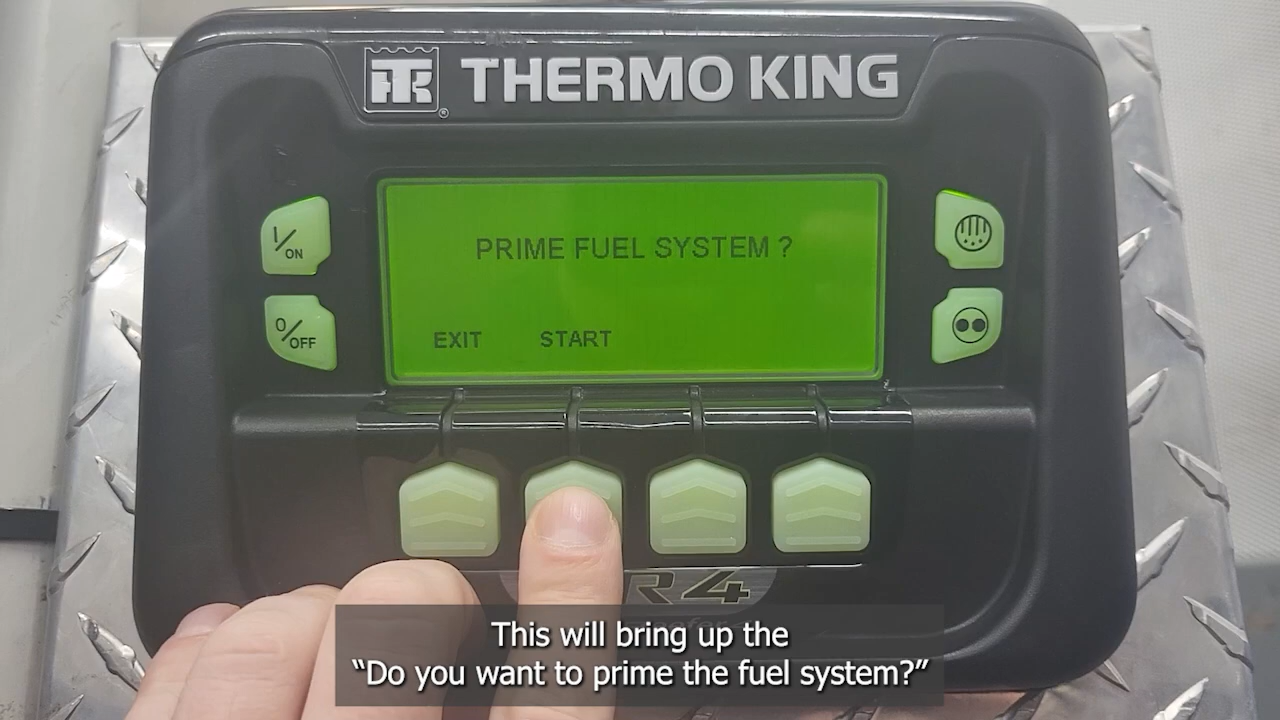 THERMO KING
®
I/ON
O/OFF
PRIME FUEL SYSTEM ?
EXIT START
R4
This will bring up the
“Do you want to prime the fuel system?”